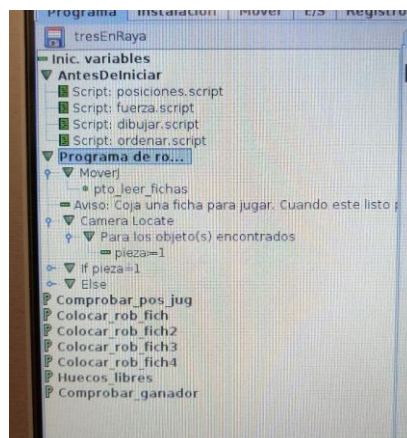 Programa Instalación Mover E/S Registro
tresEnRaya
Inic. variables
AntesDeIniciar
Script: posiciones.script
Script: fuerza.script
Script: dibujar.script
Script: ordenar.script
Programa de ro...
MoverJ
pto_leer_fichas
Aviso: Coja una ficha para jugar. Cuando este listo
Camera Locate
Para los objeto(s) encontrados
pieza≔1
If pieza=1
Else
P Comprobar_pos_jug
P Colocar_rob_fich
P Colocar_rob_fich2
P Colocar_rob_fich3
P Colocar_rob_fich4
P Huecos_libres
P Comprobar_ganador